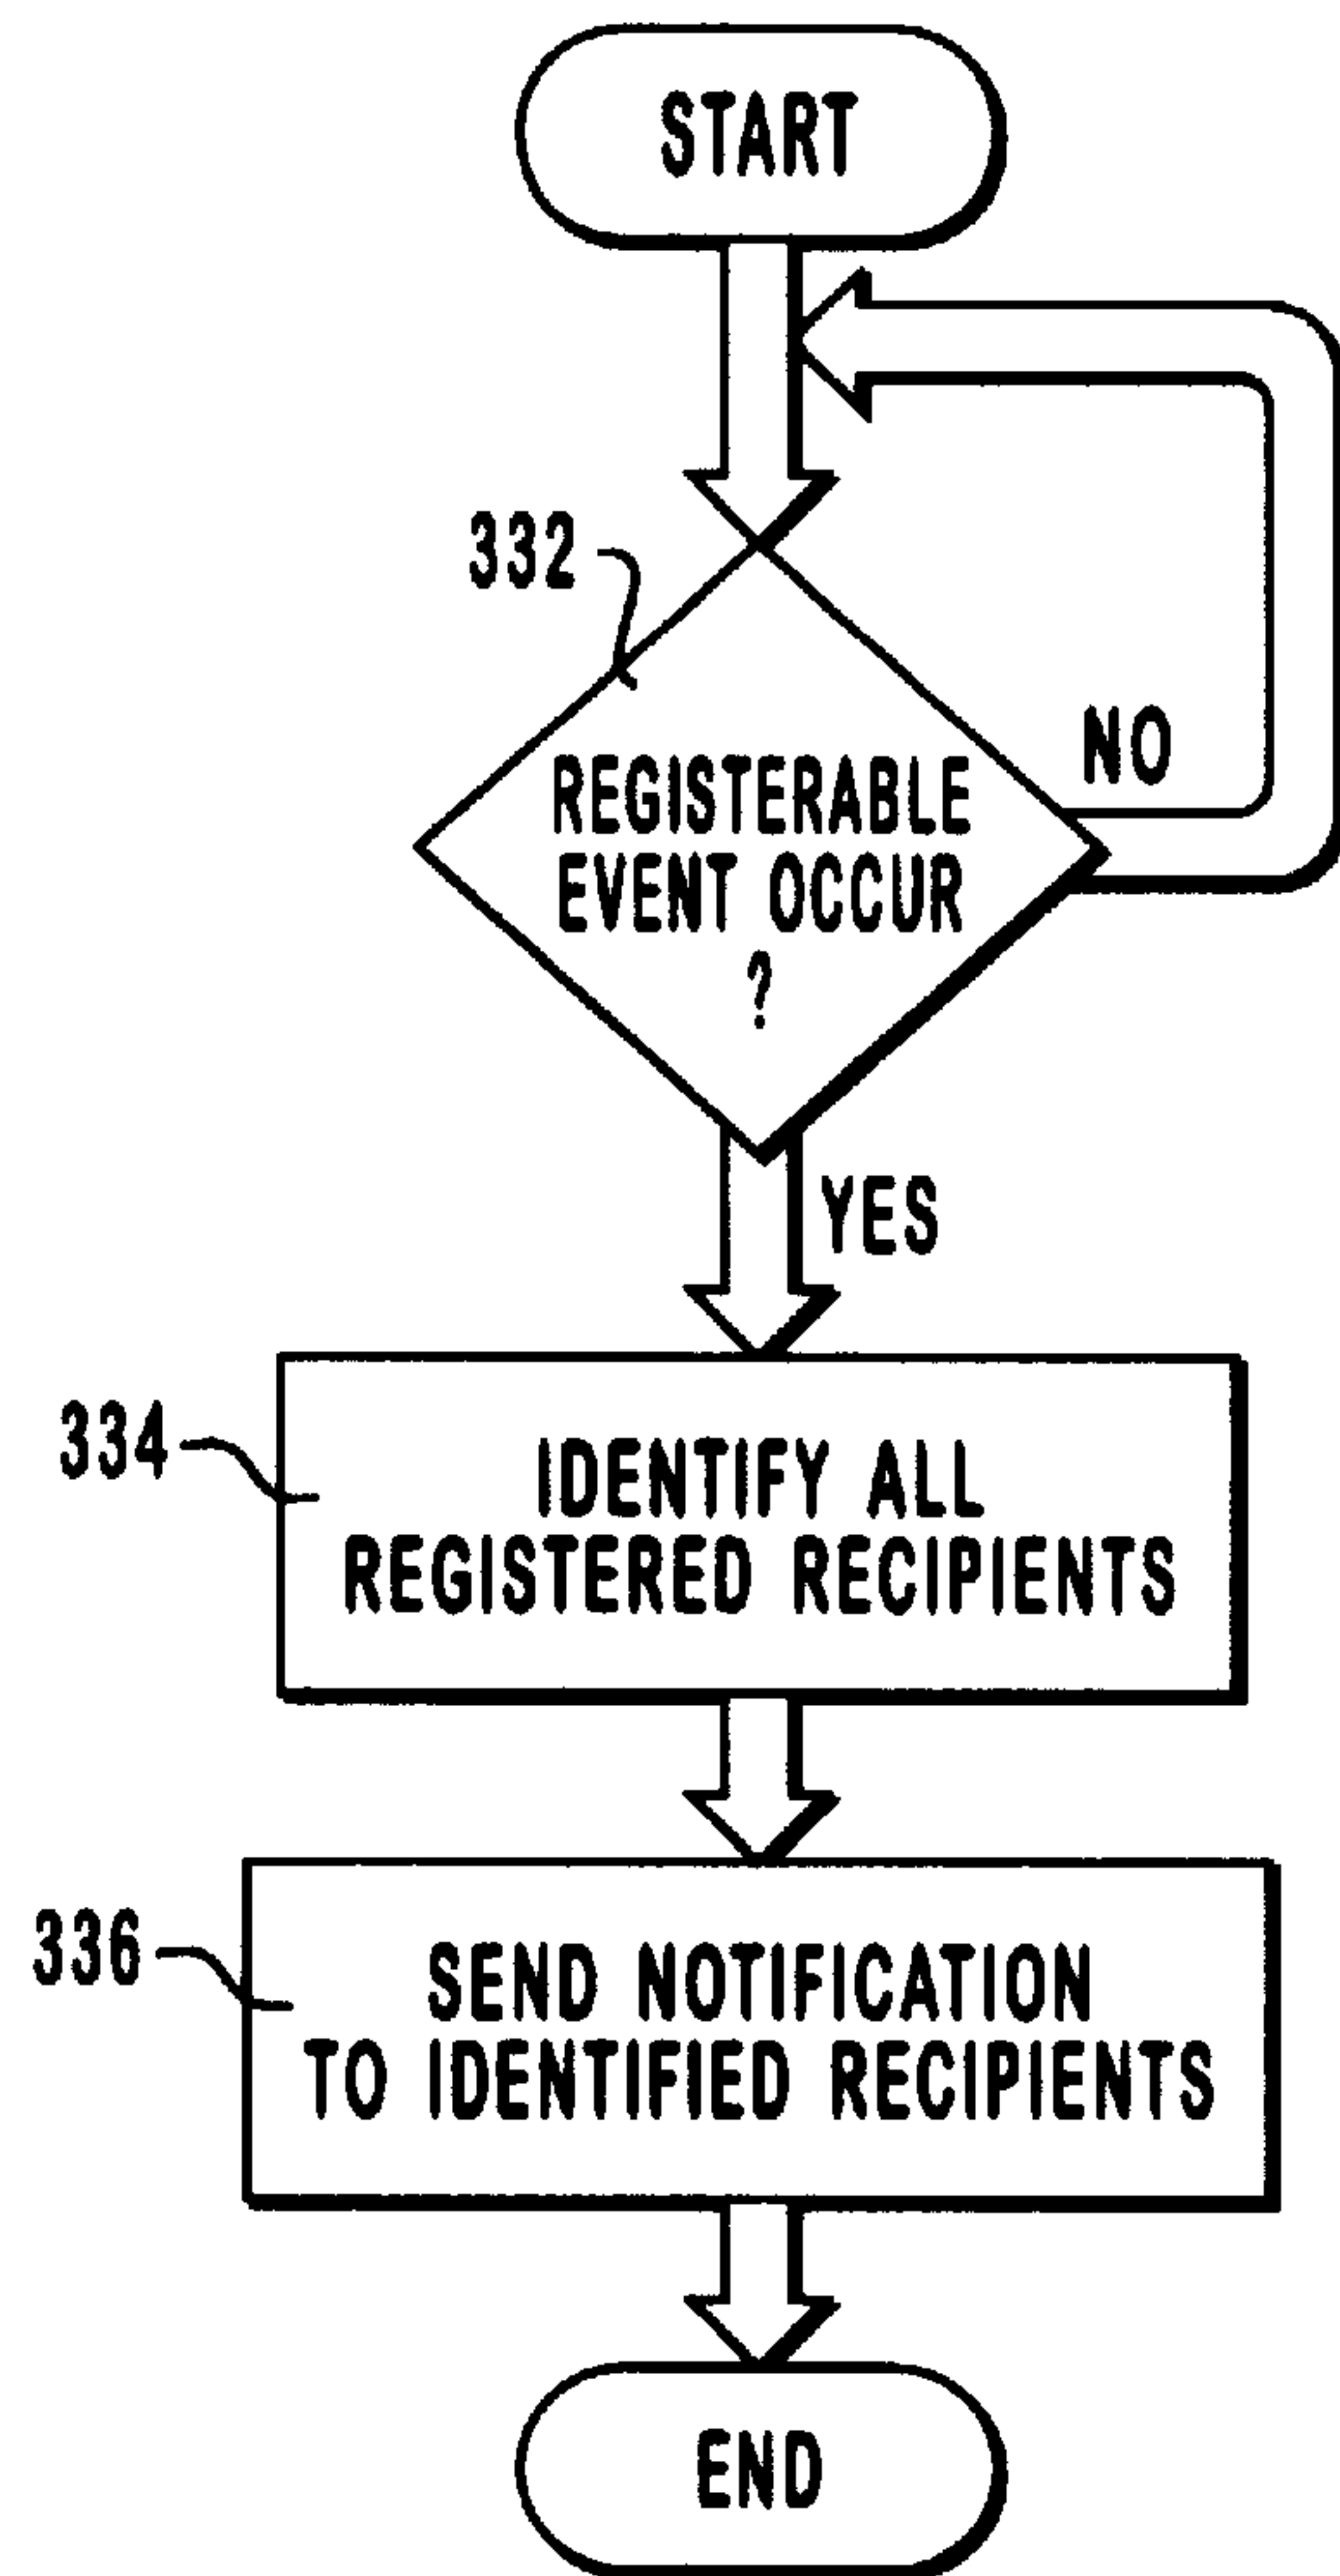 START
332
REGISTERABLE
EVENT OCCUR
?
NO
YES
334
IDENTIFY ALL
REGISTERED RECIPIENTS
336
SEND NOTIFICATION
TO IDENTIFIED RECIPIENTS
END